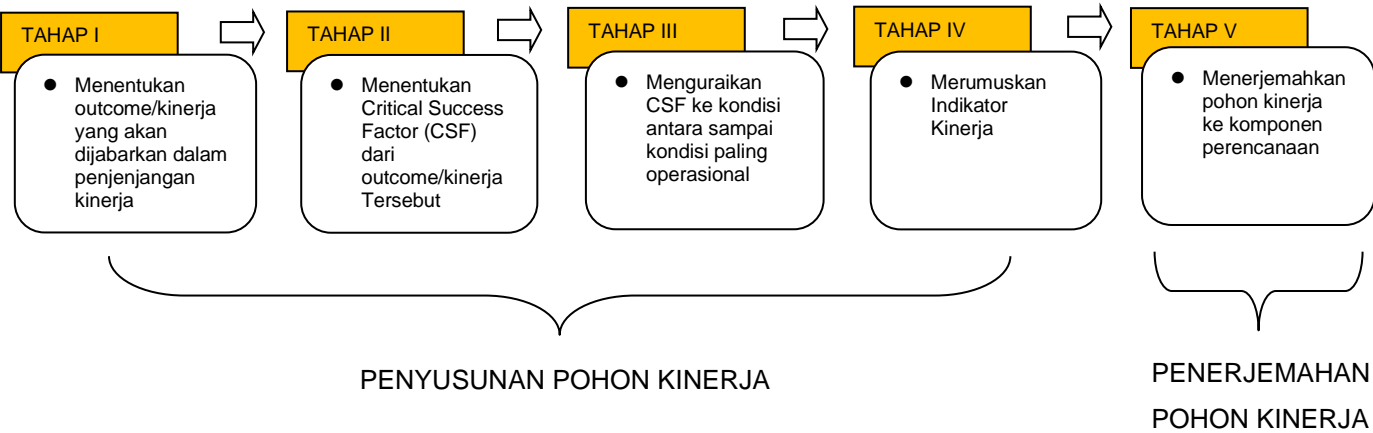 TAHAP I
● Menentukan
outcome/kinerja
yang akan
dijabarkan dalam
penjenjangan
kinerja
TAHAP II
● Menentukan
Critical Success
Factor (CSF)
dari
outcome/kinerja
Tersebut
TAHAP III
● Menguraikan
CSF ke kondisi
antara sampai
kondisi paling
operasional
TAHAP IV
● Merumuskan
Indikator
Kinerja
TAHAP V
● Menerjemahkan
pohon kinerja
ke komponen
perencanaan
PENYUSUNAN POHON KINERJA
PENERJEMAHAN
POHON KINERJA